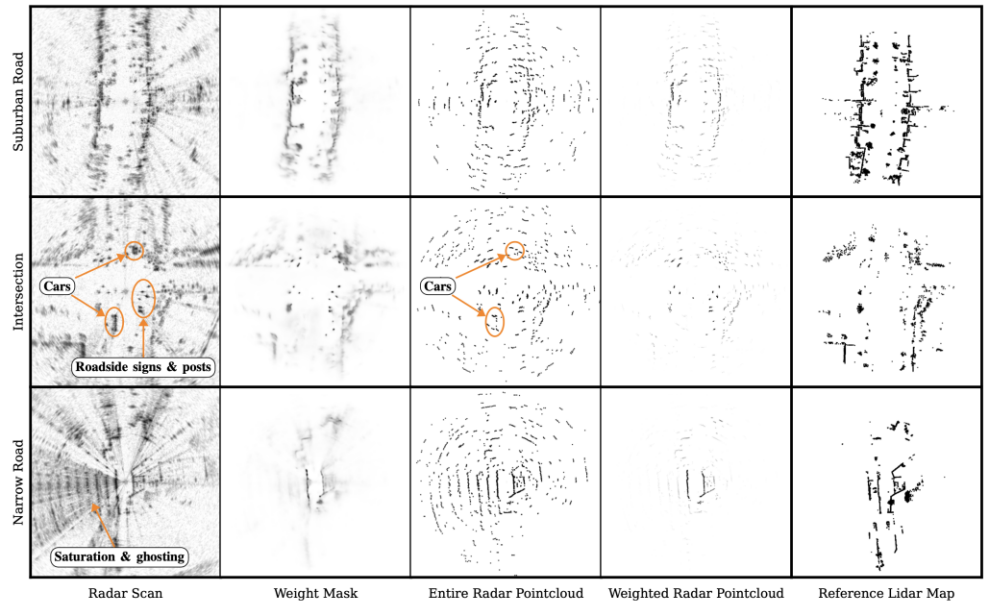 Suburban Road
Intersection
Cars
Roadside signs & posts
Cars
Narrow Road
Saturation & ghosting
Radar Scan
Weight Mask
Entire Radar Pointcloud
Weighted Radar Pointcloud
Reference Lidar Map